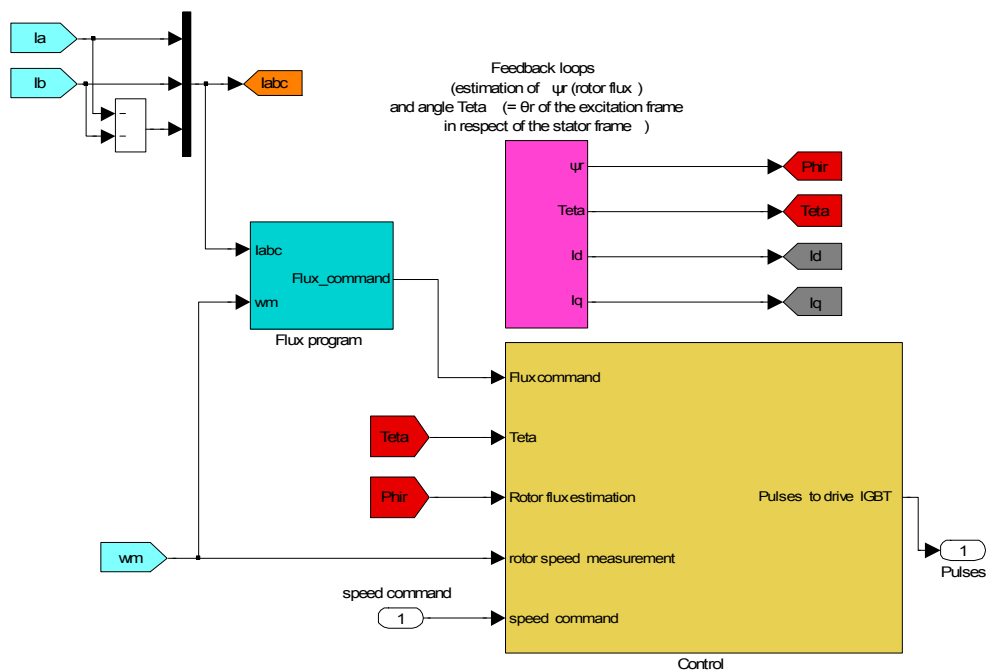 Ia
Ib
Iabc
Feedback loops
(estimation of ψr (rotor flux )
and angle Teta (= θr of the excitation frame
in respect of the stator frame )
ψr
Phir
Teta
Teta
Id
Id
Iq
Iq
Iabc
Flux_command
wm
Flux program
Flux command
Teta
Teta
Phir
Rotor flux estimation
Pulses to drive IGBT
wm
rotor speed measurement
1
Pulses
speed command
1
speed command
Control